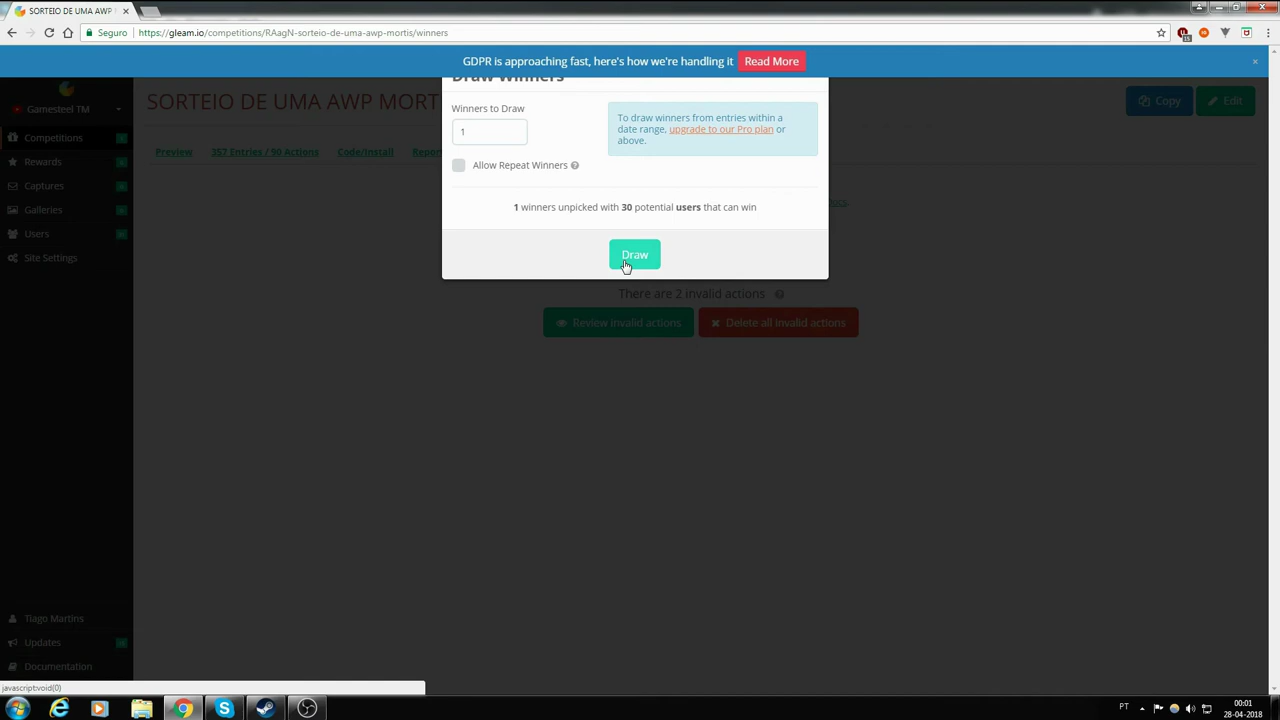 SORTEIO DE UMA AWP
Seguro
https://gleam.io/competitions/RAagN-sorteio-de-uma-awp-mortis/winners
GDPR is approaching fast, here's how we're handling it Read More
×
Gamesteel TM
SORTEIO DE UMA AWP MORT
Draw Winners
Copy
Edit
Winners to Draw
1
To draw winners from entries within a
date range, upgrade to our Pro plan or
above.
Allow Repeat Winners
Competitions
Rewards
Captures
Galleries
Users
Site Settings
Preview
357 Entries / 90 Actions
Code/Install
Repor
Docs.
1 winners unpicked with 30 potential users that can win
Draw
There are 2 invalid actions
Review invalid actions
Delete all invalid actions
Tiago Martins
Updates
Documentation
javascript:void(0)
PT
00:01
28-04-2018